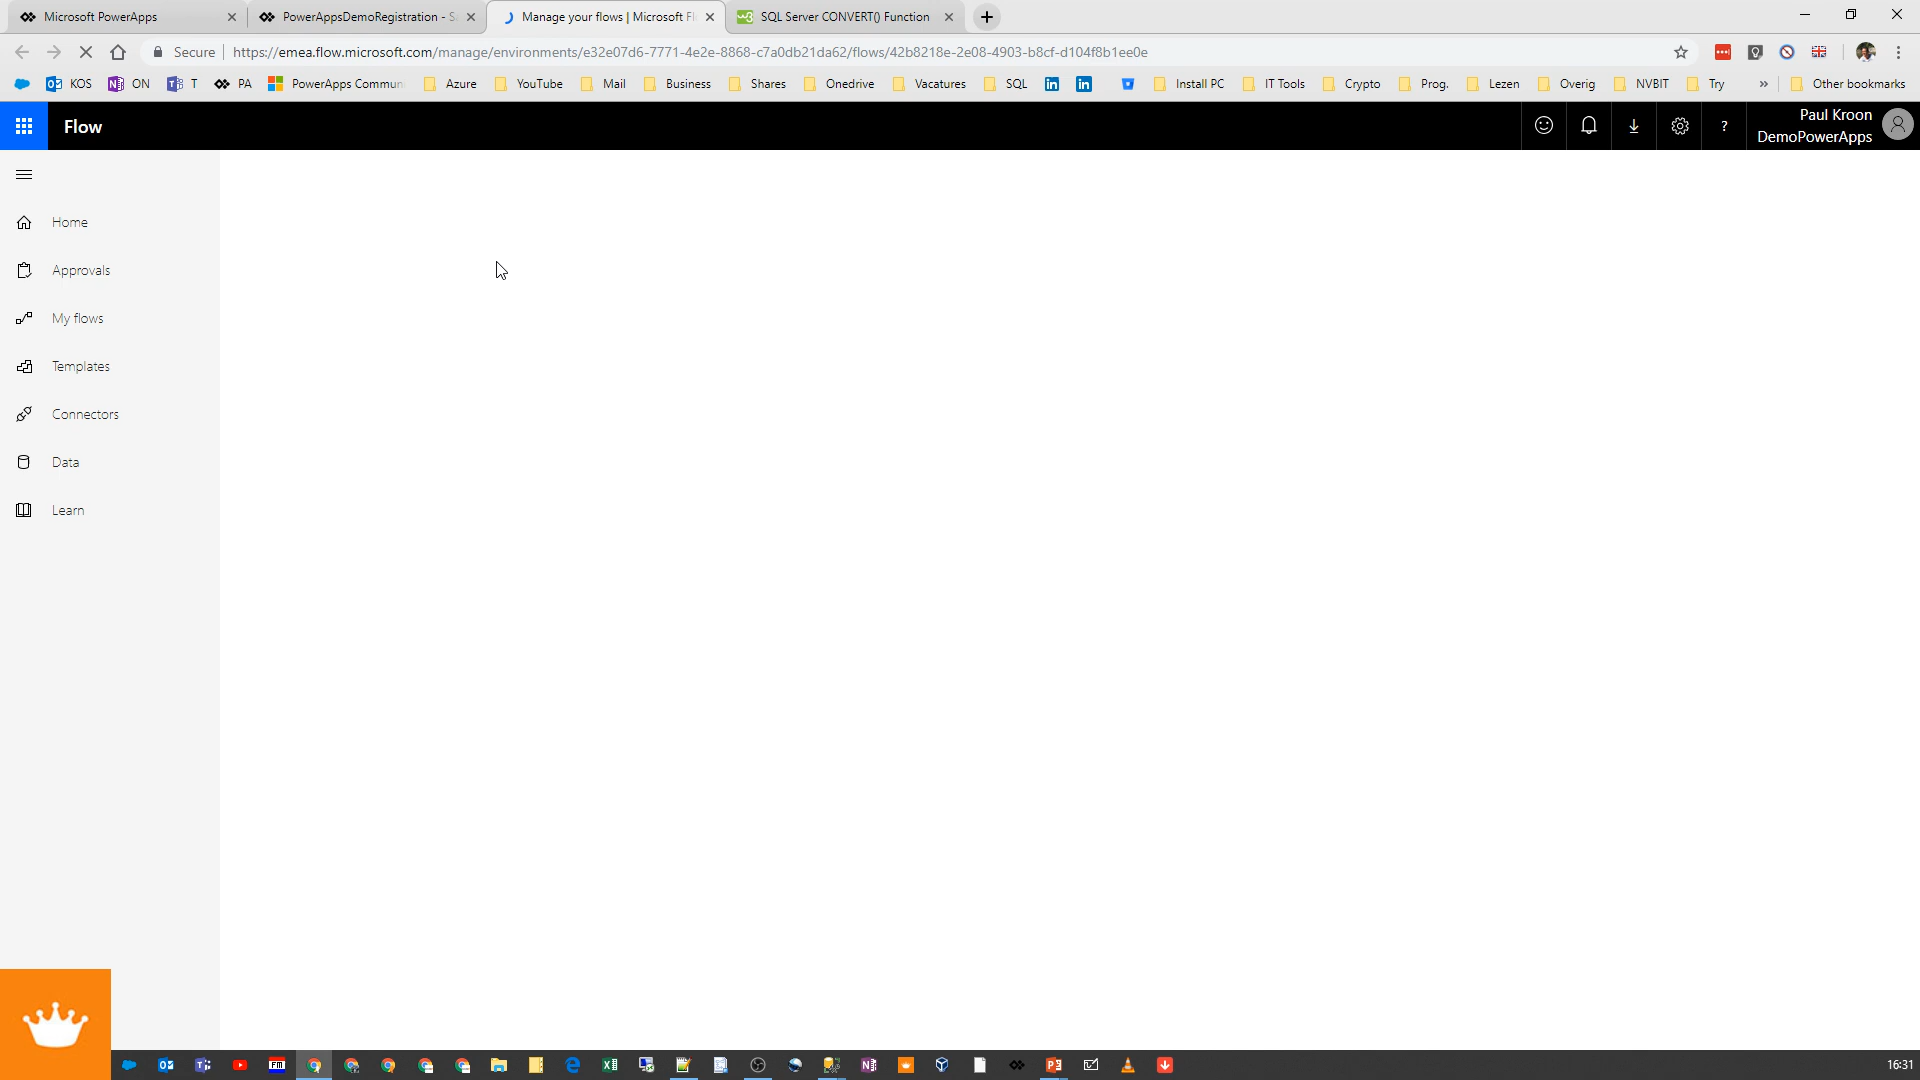 Microsoft PowerApps
PowerAppsDemoRegistration - S
Manage your flows | Microsoft Fl
SQL Server CONVERT() Function
Secure
https://emea.flow.microsoft.com/manage/environments/e32e07d6-7771-4e2e-8868-c7a0db21da62/flows/42b8218e-2e08-4903-b8cf-d104f8b1ee0e
KOS ON T PA PowerApps Commun Azure YouTube Mail Business Shares Onedrive Vacatures SQL Install PC IT Tools Crypto Prog. Lezen Overig NVBIT Try » Other bookmarks
Flow
?
Paul Kroon
DemoPowerApps
Home
Approvals
My flows
Templates
Connectors
Data
Learn
16:31